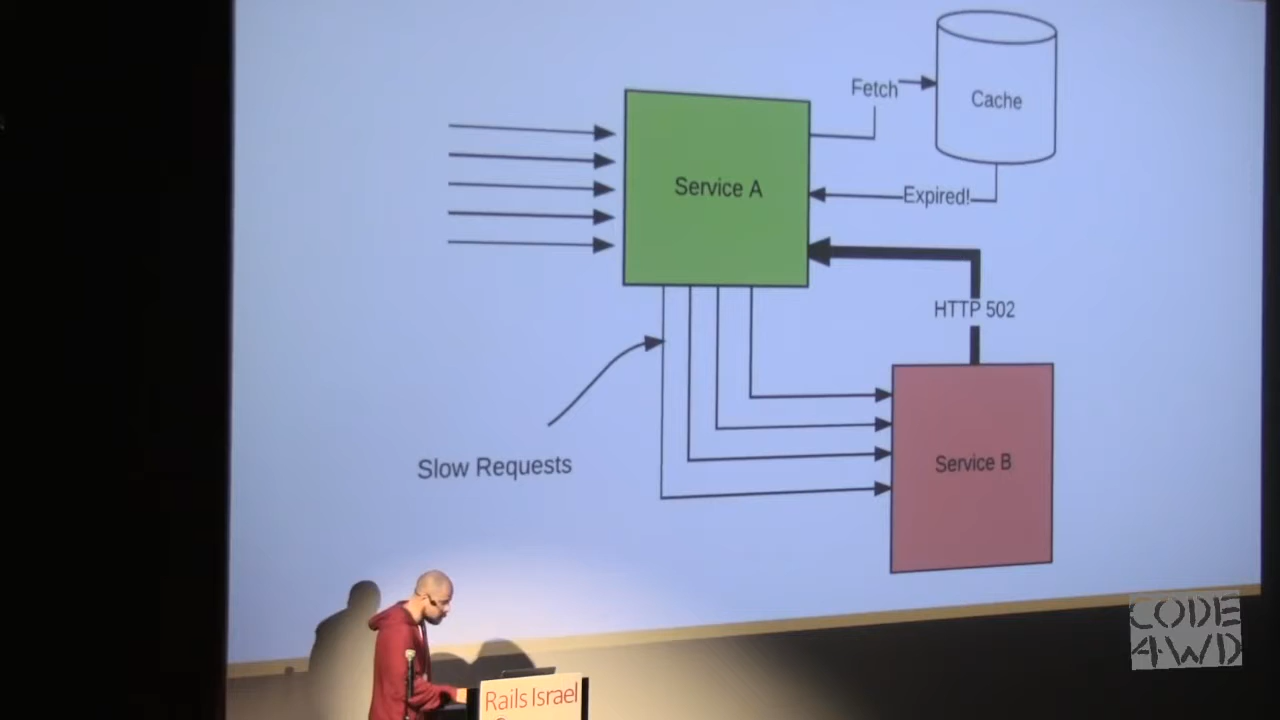 Fetch
Cache
Service A
Expired!
HTTP 502
Slow Requests
Service B
CODE
4WD
Rails Israel